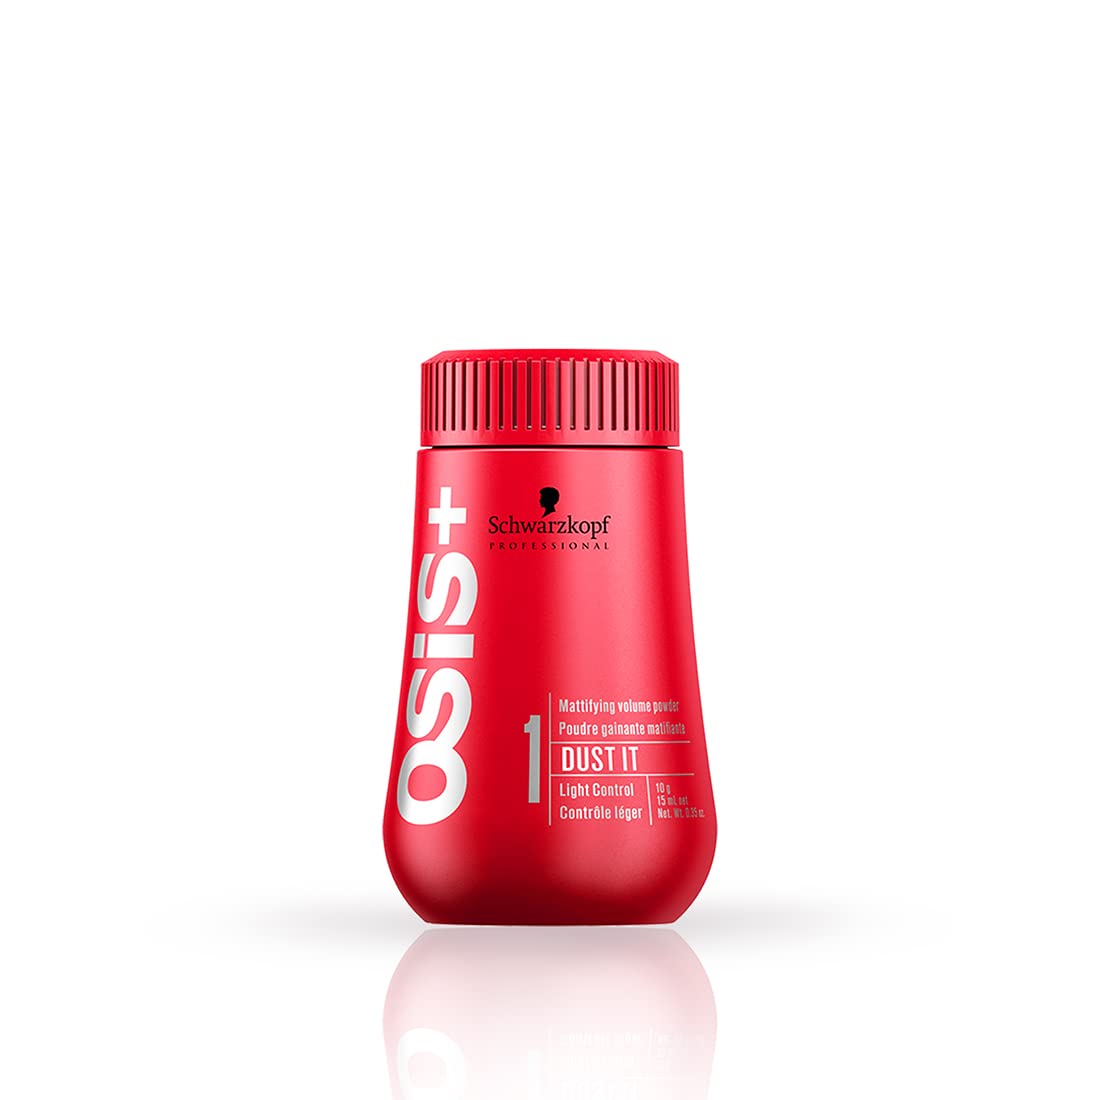 OSiS+
Schwarzkopf
PROFESSIONAL
1
Mattifying volume powder
Poudre gainante matifiante
DUST IT
Light Control
Contrôle léger
10 g
15 mL net
Net. Wt. 0.35 oz.